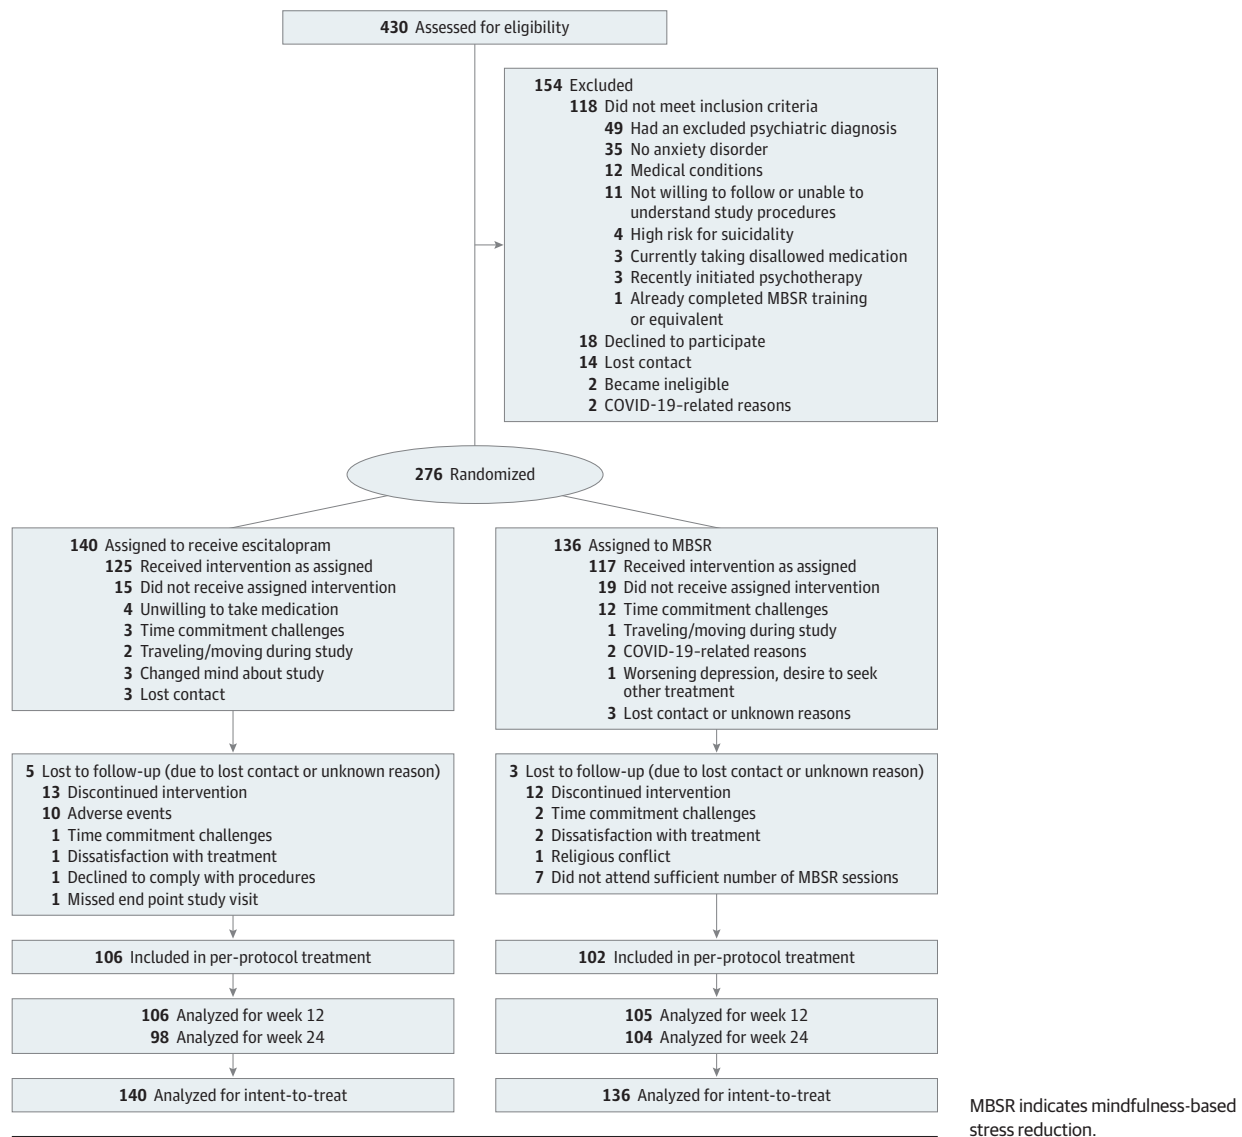 430 Assessed for eligibility
154 Excluded
118 Did not meet inclusion criteria
49 Had an excluded psychiatric diagnosis
35 No anxiety disorder
12 Medical conditions
11 Not willing to follow or unable to
understand study procedures
4 High risk for suicidality
3 Currently taking disallowed medication
3 Recently initiated psychotherapy
1 Already completed MBSR training
or equivalent
18 Declined to participate
14 Lost contact
2 Became ineligible
2 COVID-19–related reasons
276 Randomized
140 Assigned to receive escitalopram
125 Received intervention as assigned
15 Did not receive assigned intervention
4 Unwilling to take medication
3 Time commitment challenges
2 Traveling/moving during study
3 Changed mind about study
3 Lost contact
136 Assigned to MBSR
117 Received intervention as assigned
19 Did not receive assigned intervention
12 Time commitment challenges
1 Traveling/moving during study
2 COVID-19–related reasons
1 Worsening depression, desire to seek
other treatment
3 Lost contact or unknown reasons
5 Lost to follow-up (due to lost contact or unknown reason)
13 Discontinued intervention
10 Adverse events
1 Time commitment challenges
1 Dissatisfaction with treatment
1 Declined to comply with procedures
1 Missed end point study visit
3 Lost to follow-up (due to lost contact or unknown reason)
12 Discontinued intervention
2 Time commitment challenges
2 Dissatisfaction with treatment
1 Religious conflict
7 Did not attend sufficient number of MBSR sessions
106 Included in per-protocol treatment
102 Included in per-protocol treatment
106 Analyzed for week 12
98 Analyzed for week 24
105 Analyzed for week 12
104 Analyzed for week 24
140 Analyzed for intent-to-treat
136 Analyzed for intent-to-treat
MBSR indicates mindfulness-based
stress reduction.